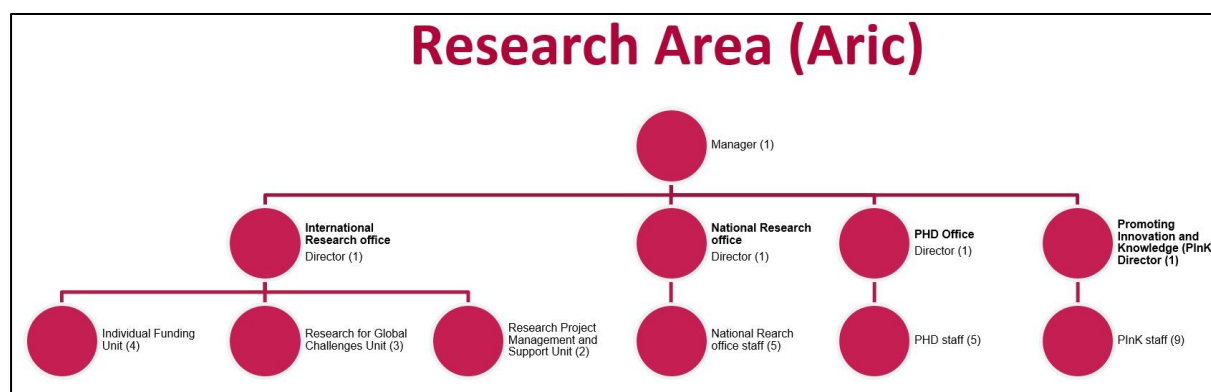 Research Area (Aric)
Manager (1)
International
Research office
Director (1)
National Research
office
Director (1)
PHD Office
Director (1)
Promoting
Innovation and
Knowledge (PInK
Director (1)
Individual Funding
Unit (4)
Research for Global
Challenges Unit (3)
Research Project
Management and
Support Unit (2)
National Rearch
office staff (5)
PHD staff (5)
PInK staff (9)